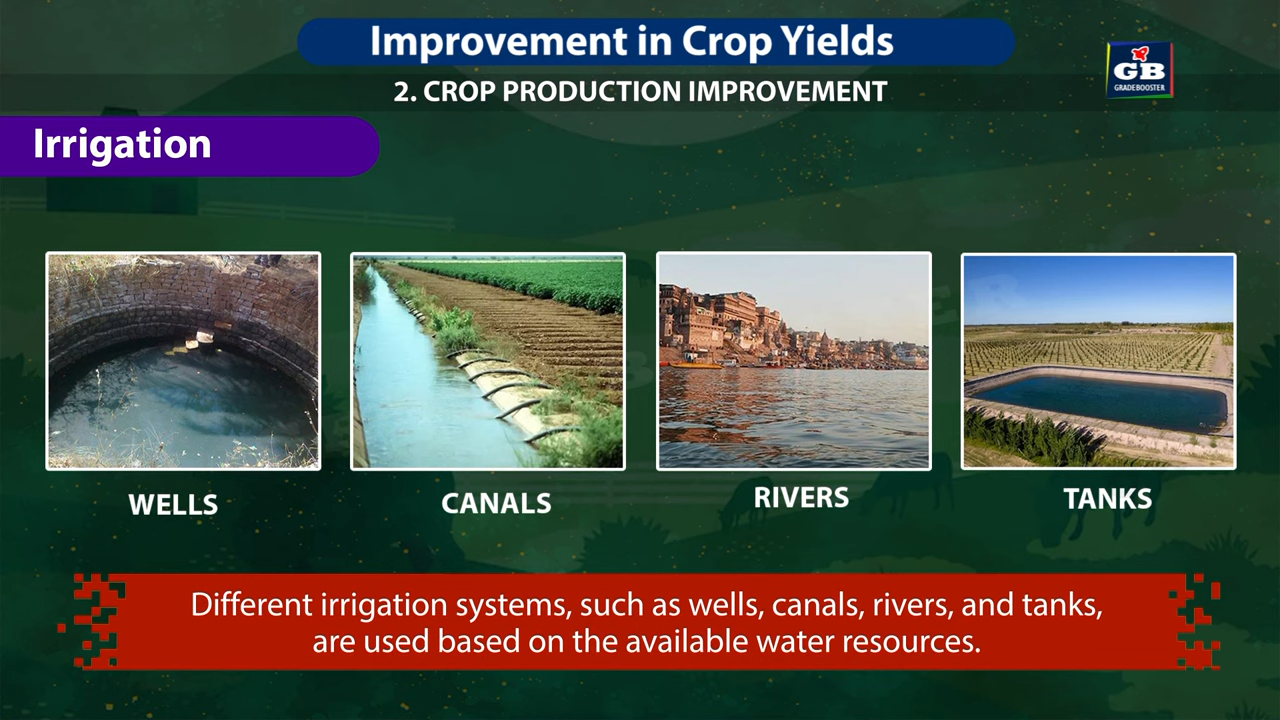 Improvement in Crop Yields
2. CROP PRODUCTION IMPROVEMENT
GB
GRADEBOOSTER
Irrigation
WELLS
CANALS
RIVERS
TANKS
Different irrigation systems, such as wells, canals, rivers, and tanks,
are used based on the available water resources.